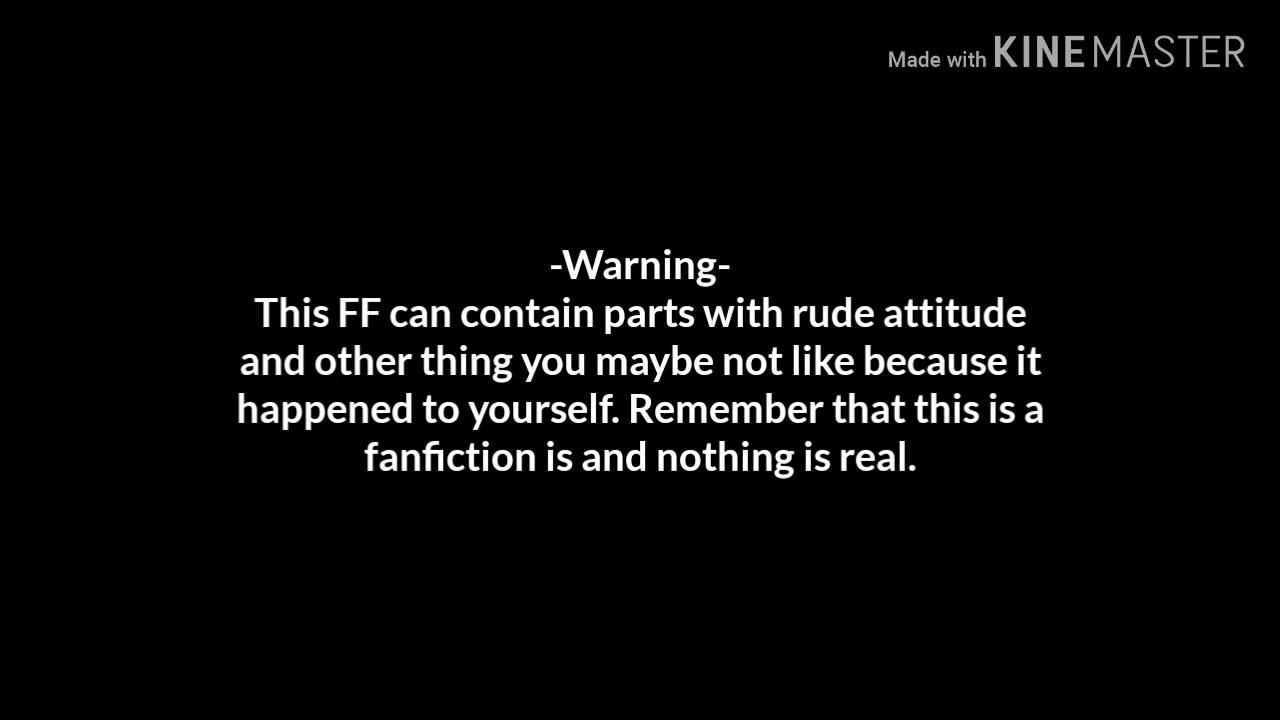 Made with KINEMASTER
-Warning-
This FF can contain parts with rude attitude
and other thing you maybe not like because it
happened to yourself. Remember that this is a
fanfiction is and nothing is real.